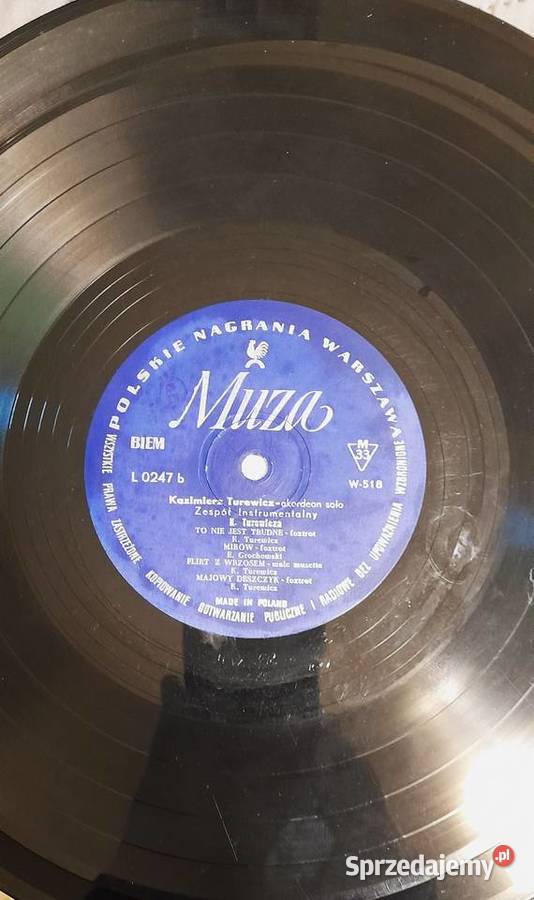 POLSKIE NAGRANIA WARSZAWA
Muza
BIEM
M
33
L 0247 b
W-518
Kazimierz Turewicz - akordeon solo
Zespół Instrumentalny
K. Turewicza
TO NIE JEST TRUDNE - foxtrot
K. Turewicz
MIRÓW - foxtrot
E. Grochowski
FLIRT Z WRZOSEM - walc musette
K. Turewicz
MAJOWY DESZCZYK - foxtrot
K. Turewicz
MADE IN POLAND
WSZYSTKIE PRAWA ZASTRZEŻONE KOPIOWANIE ODTWARZANIE PUBLICZNE I RADIOWE BEZ UPOWAŻNIENIA WZBRONIONE
Sprzedajemy.pl